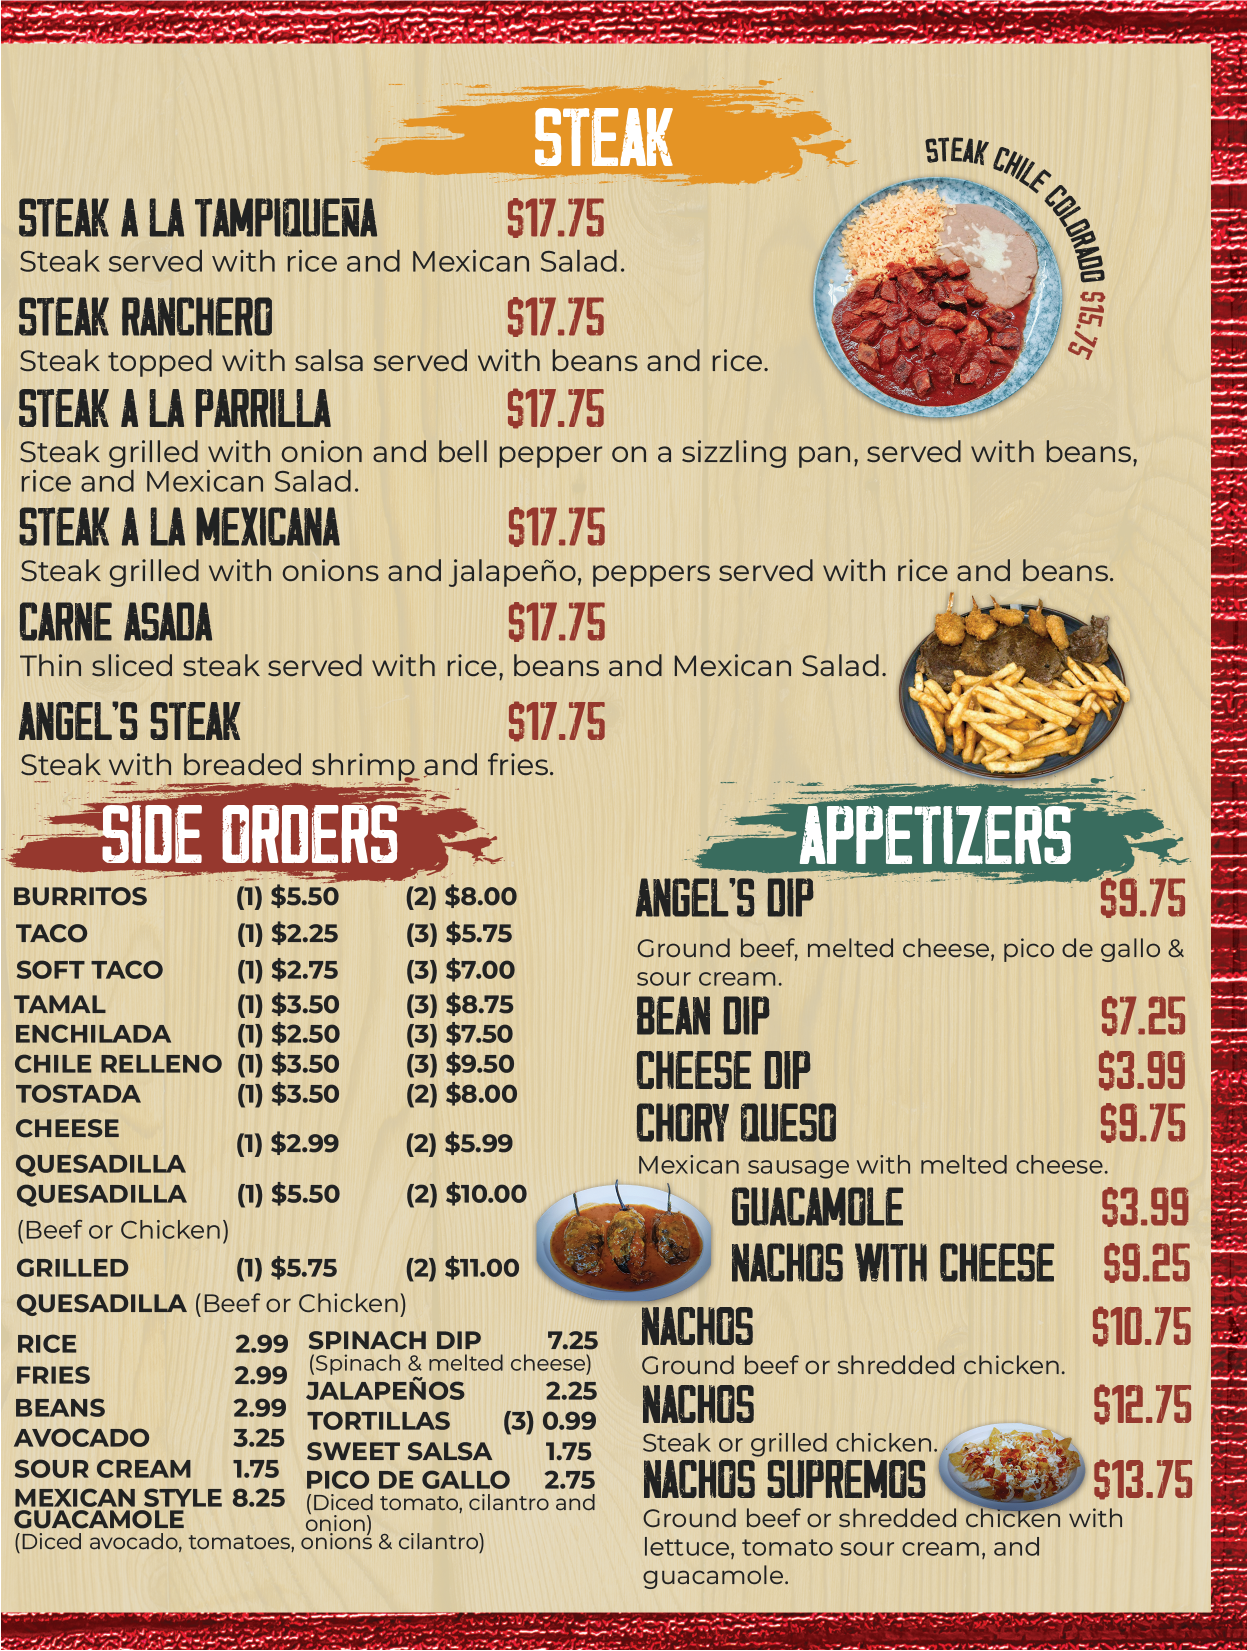 STEAK
STEAK CHILE COLORADO $15.75
STEAK A LA TAMPIQUEÑA $17.75
Steak served with rice and Mexican Salad.
STEAK RANCHERO $17.75
Steak topped with salsa served with beans and rice.
STEAK A LA PARRILLA $17.75
Steak grilled with onion and bell pepper on a sizzling pan, served with beans,
rice and Mexican Salad.
STEAK A LA MEXICANA $17.75
Steak grilled with onions and jalapeño, peppers served with rice and beans.
CARNE ASADA $17.75
Thin sliced steak served with rice, beans and Mexican Salad.
ANGEL'S STEAK $17.75
Steak with breaded shrimp and fries.
SIDE ORDERS
BURRITOS (1) $5.50 (2) $8.00
TACO (1) $2.25 (3) $5.75
SOFT TACO (1) $2.75 (3) $7.00
TAMAL (1) $3.50 (3) $8.75
ENCHILADA (1) $2.50 (3) $7.50
CHILE RELLENO (1) $3.50 (3) $9.50
TOSTADA (1) $3.50 (2) $8.00
CHEESE
QUESADILLA (1) $2.99 (2) $5.99
QUESADILLA (1) $5.50 (2) $10.00
(Beef or Chicken)
GRILLED (1) $5.75 (2) $11.00
QUESADILLA (Beef or Chicken)
RICE 2.99
FRIES 2.99
BEANS 2.99
AVOCADO 3.25
SOUR CREAM 1.75
MEXICAN STYLE 8.25
GUACAMOLE
(Diced avocado, tomatoes, onions & cilantro)
SPINACH DIP 7.25
(Spinach & melted cheese)
JALAPEÑOS 2.25
TORTILLAS (3) 0.99
SWEET SALSA 1.75
PICO DE GALLO 2.75
(Diced tomato, cilantro and
onion)
APPETIZERS
ANGEL'S DIP $9.75
Ground beef, melted cheese, pico de gallo &
sour cream.
BEAN DIP $7.25
CHEESE DIP $3.99
CHORY QUESO $9.75
Mexican sausage with melted cheese.
GUACAMOLE $3.99
NACHOS WITH CHEESE $9.25
NACHOS $10.75
Ground beef or shredded chicken.
NACHOS $12.75
Steak or grilled chicken.
NACHOS SUPREMOS $13.75
Ground beef or shredded chicken with
lettuce, tomato sour cream, and
guacamole.